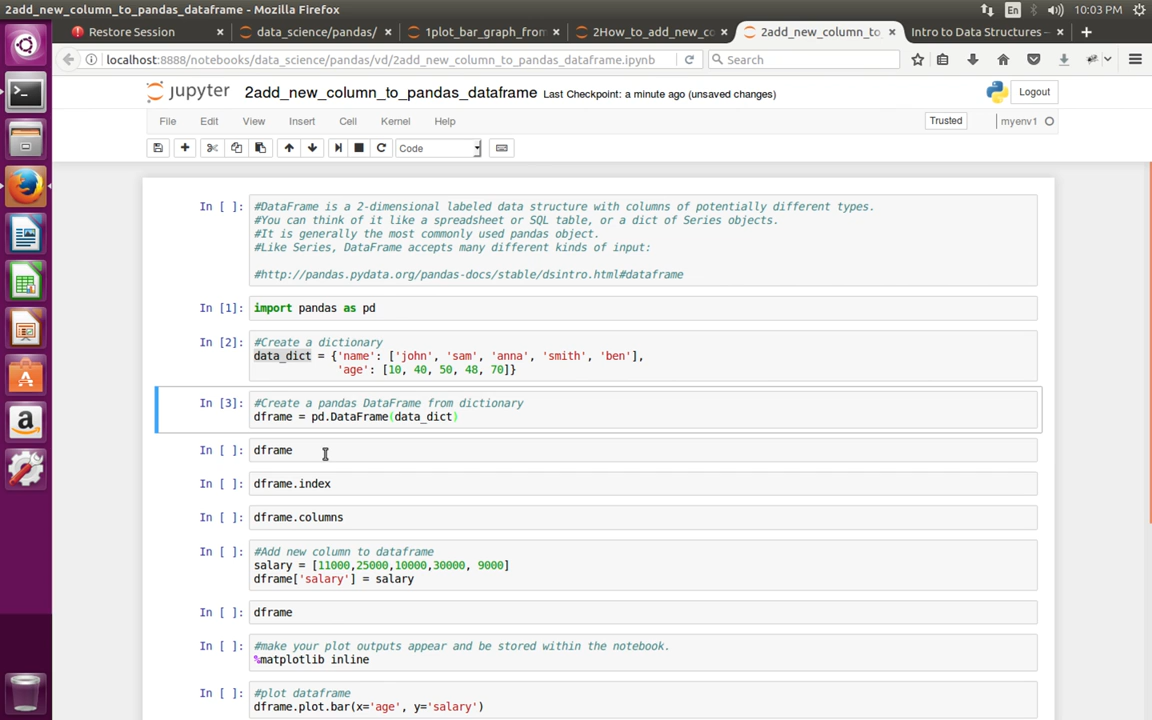 2add_new_column_to_pandas_dataframe - Mozilla Firefox
En
10:03 PM
Restore Session
data_science/pandas/
1plot_bar_graph_from
2How_to_add_new_co
2add_new_column_to
Intro to Data Structures —
localhost:8888/notebooks/data_science/pandas/vd/2add_new_column_to_pandas_dataframe.ipynb
Search
jupyter
2add_new_column_to_pandas_dataframe Last Checkpoint: a minute ago (unsaved changes)
Logout
File Edit View Insert Cell Kernel Help
Trusted
myenv1
Code
In [ ]: #DataFrame is a 2-dimensional labeled data structure with columns of potentially different types.
#You can think of it like a spreadsheet or SQL table, or a dict of Series objects.
#It is generally the most commonly used pandas object.
#Like Series, DataFrame accepts many different kinds of input:
#http://pandas.pydata.org/pandas-docs/stable/dsintro.html#dataframe
In [1]: import pandas as pd
In [2]: #Create a dictionary
data_dict = {'name': ['john', 'sam', 'anna', 'smith', 'ben'],
'age': [10, 40, 50, 48, 70]}
In [3]: #Create a pandas DataFrame from dictionary
dframe = pd.DataFrame(data_dict)
In [ ]: dframe
In [ ]: dframe.index
In [ ]: dframe.columns
In [ ]: #Add new column to dataframe
salary = [11000,25000,10000,30000, 9000]
dframe['salary'] = salary
In [ ]: dframe
In [ ]: #make your plot outputs appear and be stored within the notebook.
%matplotlib inline
In [ ]: #plot dataframe
dframe.plot.bar(x='age', y='salary')